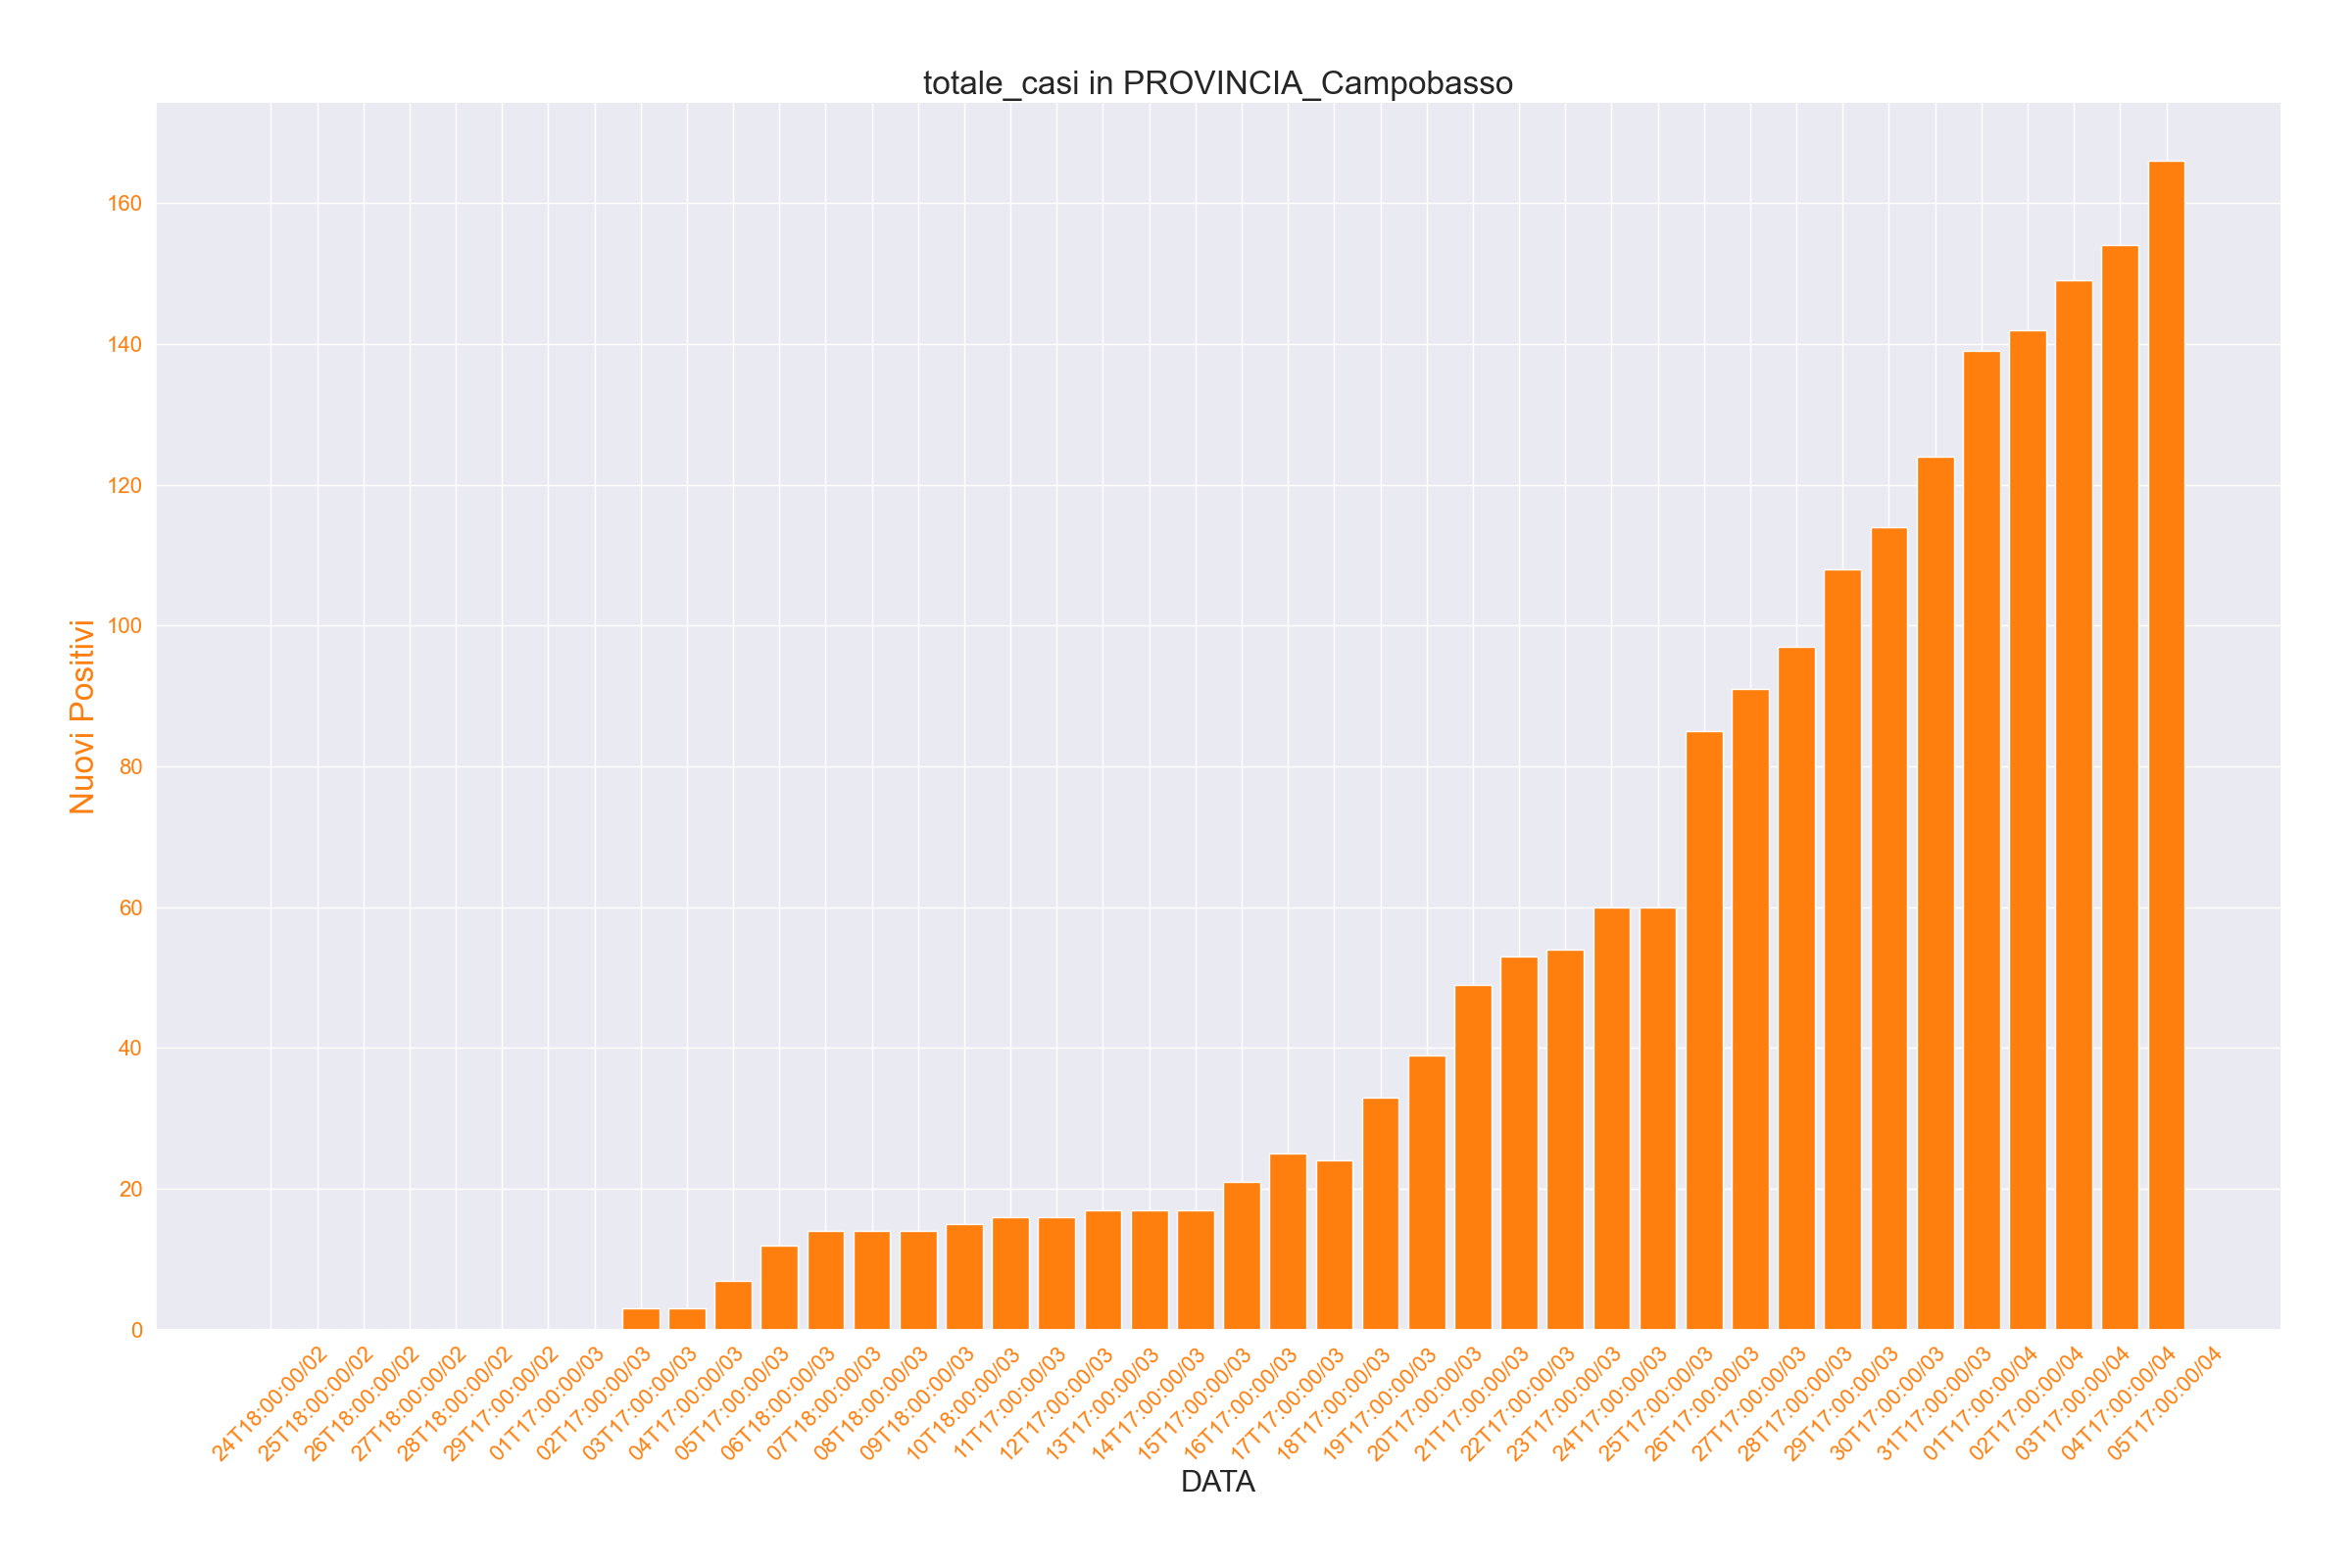 totale_casi in PROVINCIA_Campobasso
160
140
120
100
80
60
40
20
0
Nuovi Positivi
24T18:00:00/02
25T18:00:00/02
26T18:00:00/02
27T18:00:00/02
28T18:00:00/02
29T17:00:00/02
01T17:00:00/03
02T17:00:00/03
03T17:00:00/03
04T17:00:00/03
05T17:00:00/03
06T18:00:00/03
07T18:00:00/03
08T18:00:00/03
09T18:00:00/03
10T18:00:00/03
11T17:00:00/03
12T17:00:00/03
13T17:00:00/03
14T17:00:00/03
15T17:00:00/03
16T17:00:00/03
17T17:00:00/03
18T17:00:00/03
19T17:00:00/03
20T17:00:00/03
21T17:00:00/03
22T17:00:00/03
23T17:00:00/03
24T17:00:00/03
25T17:00:00/03
26T17:00:00/03
27T17:00:00/03
28T17:00:00/03
29T17:00:00/03
30T17:00:00/03
31T17:00:00/03
01T17:00:00/04
02T17:00:00/04
03T17:00:00/04
04T17:00:00/04
05T17:00:00/04
DATA